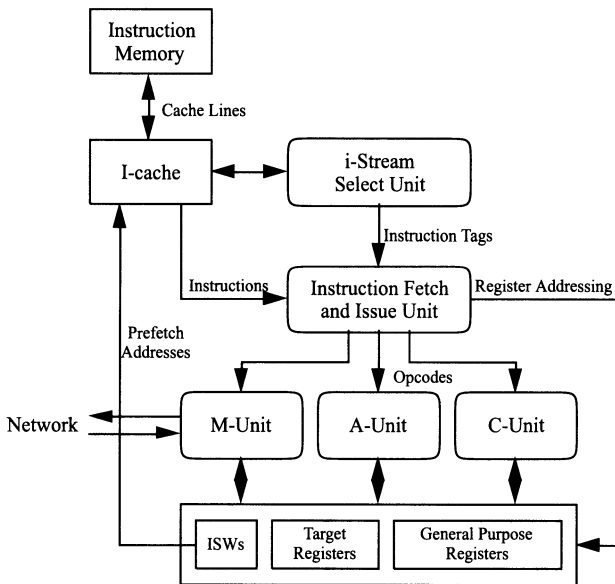 Instruction
Memory
Cache Lines
I-cache
i-Stream
Select Unit
Instruction Tags
Instructions
Instruction Fetch
and Issue Unit
Register Addressing
Prefetch
Addresses
Opcodes
Network
M-Unit
A-Unit
C-Unit
ISWs
Target
Registers
General Purpose
Registers